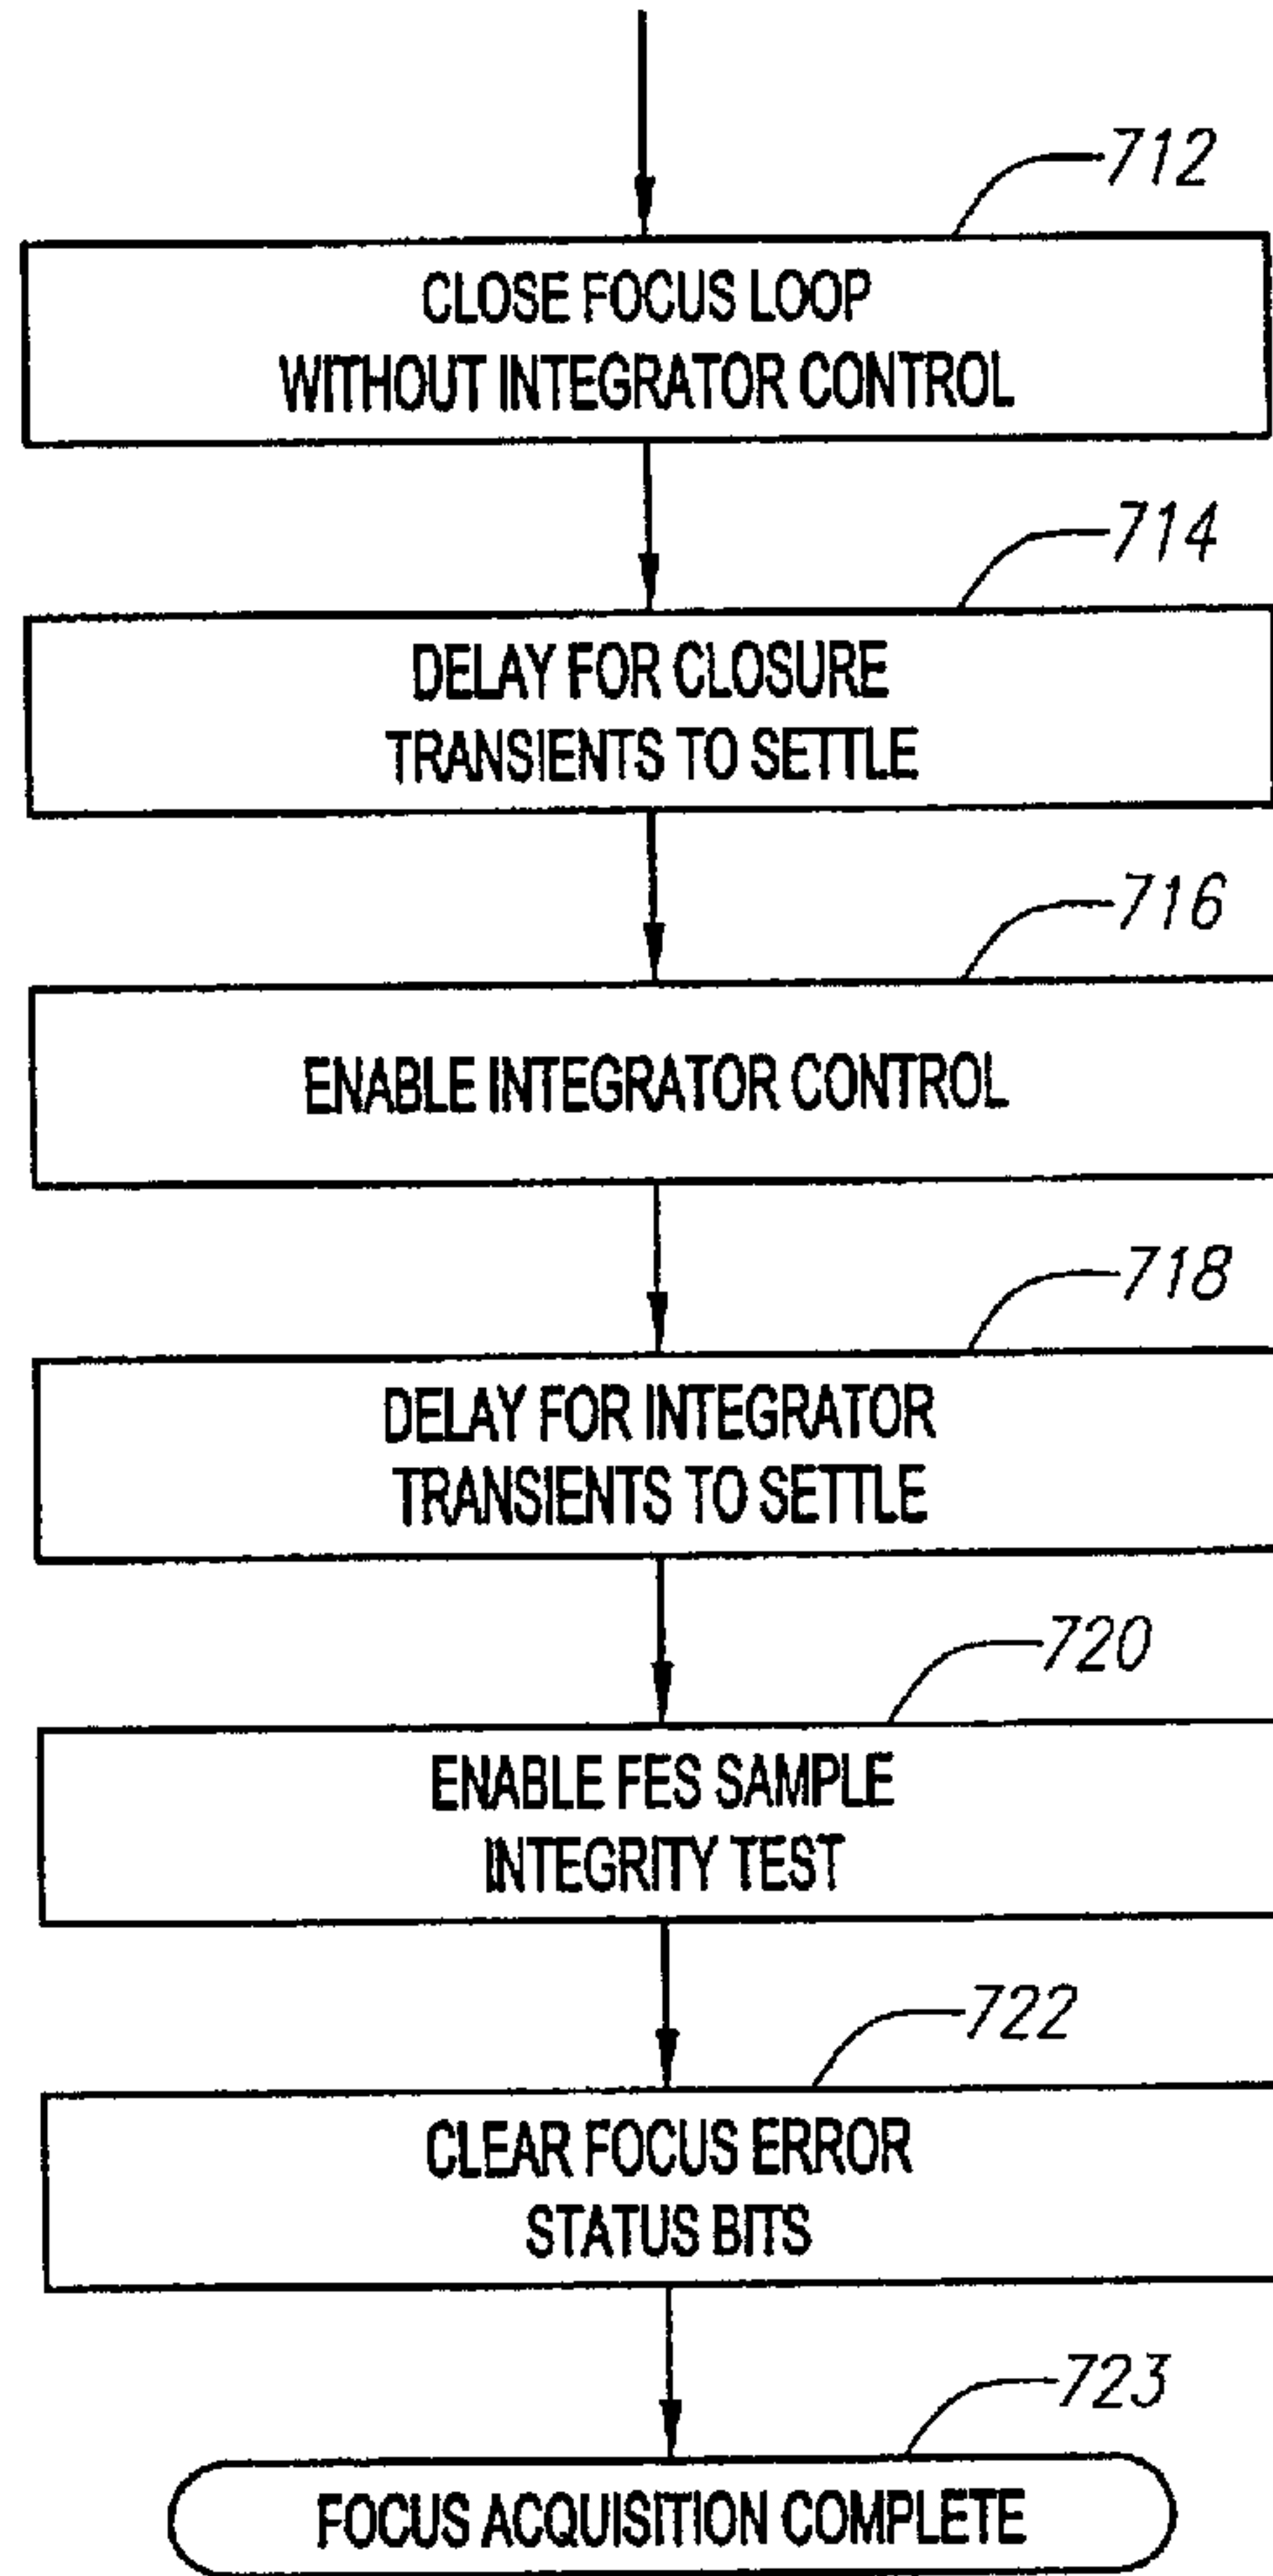 712
CLOSE FOCUS LOOP
WITHOUT INTEGRATOR CONTROL
714
DELAY FOR CLOSURE
TRANSIENTS TO SETTLE
716
ENABLE INTEGRATOR CONTROL
718
DELAY FOR INTEGRATOR
TRANSIENTS TO SETTLE
720
ENABLE FES SAMPLE
INTEGRITY TEST
722
CLEAR FOCUS ERROR
STATUS BITS
723
FOCUS ACQUISITION COMPLETE